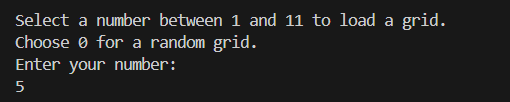 Select a number between 1 and 11 to load a grid.
Choose 0 for a random grid.
Enter your number:
5